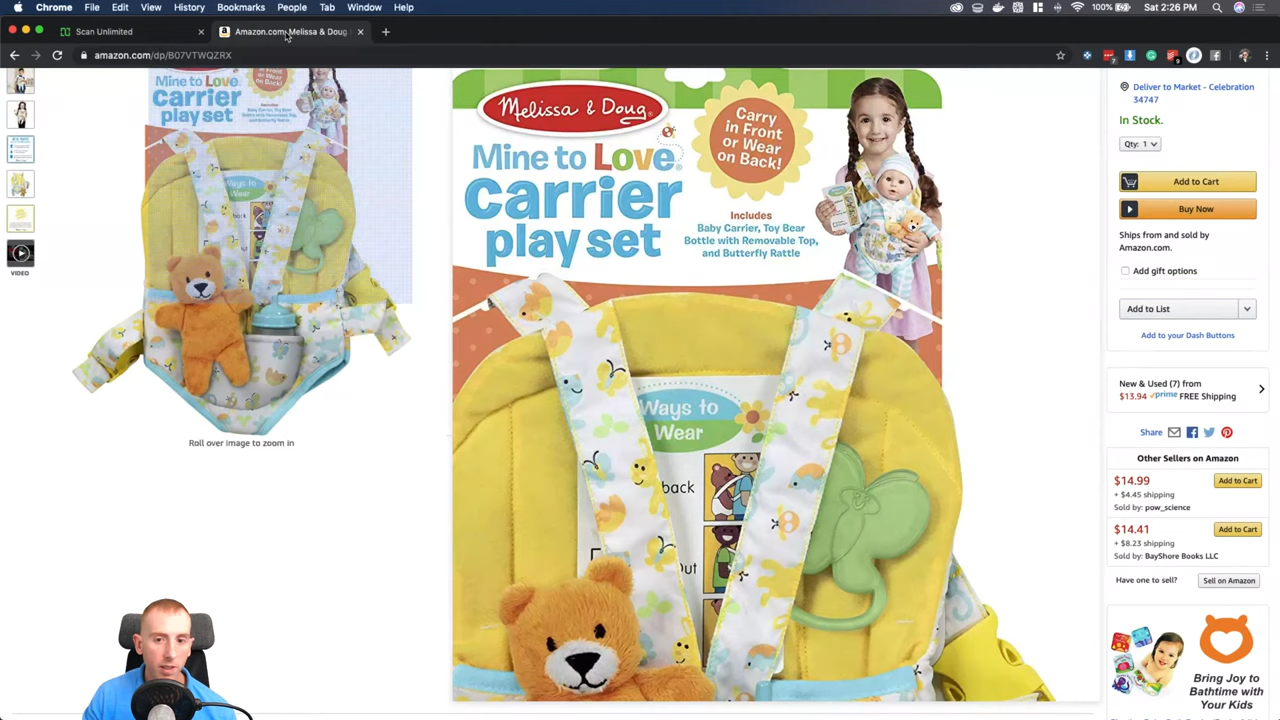 Chrome File Edit View History Bookmarks People Tab Window Help
100% Sat 2:26 PM
Scan Unlimited
Amazon.com: Melissa & Doug
amazon.com/dp/B07VTWQZRX
Mine to Love
carrier
play set
Ways to
Wear
back
VIDEO
Roll over image to zoom in
Melissa & Doug
Carry
in Front
or Wear
on Back!
Mine to Love
Carrier
play set
Includes
Baby Carrier, Toy Bear
Bottle with Removable Top,
and Butterfly Rattle
Ways to
Wear
back
Out
Deliver to Market - Celebration
34747
In Stock.
Qty: 1
Add to Cart
Buy Now
Ships from and sold by
Amazon.com.
Add gift options
Add to List
Add to your Dash Buttons
New & Used (7) from
$13.94 prime FREE Shipping
Share
Other Sellers on Amazon
$14.99
Add to Cart
+ $4.45 shipping
Sold by: pow_science
$14.41
Add to Cart
+ $8.23 shipping
Sold by: BayShore Books LLC
Have one to sell?
Sell on Amazon
Bring Joy to
Bathtime with
Your Kids